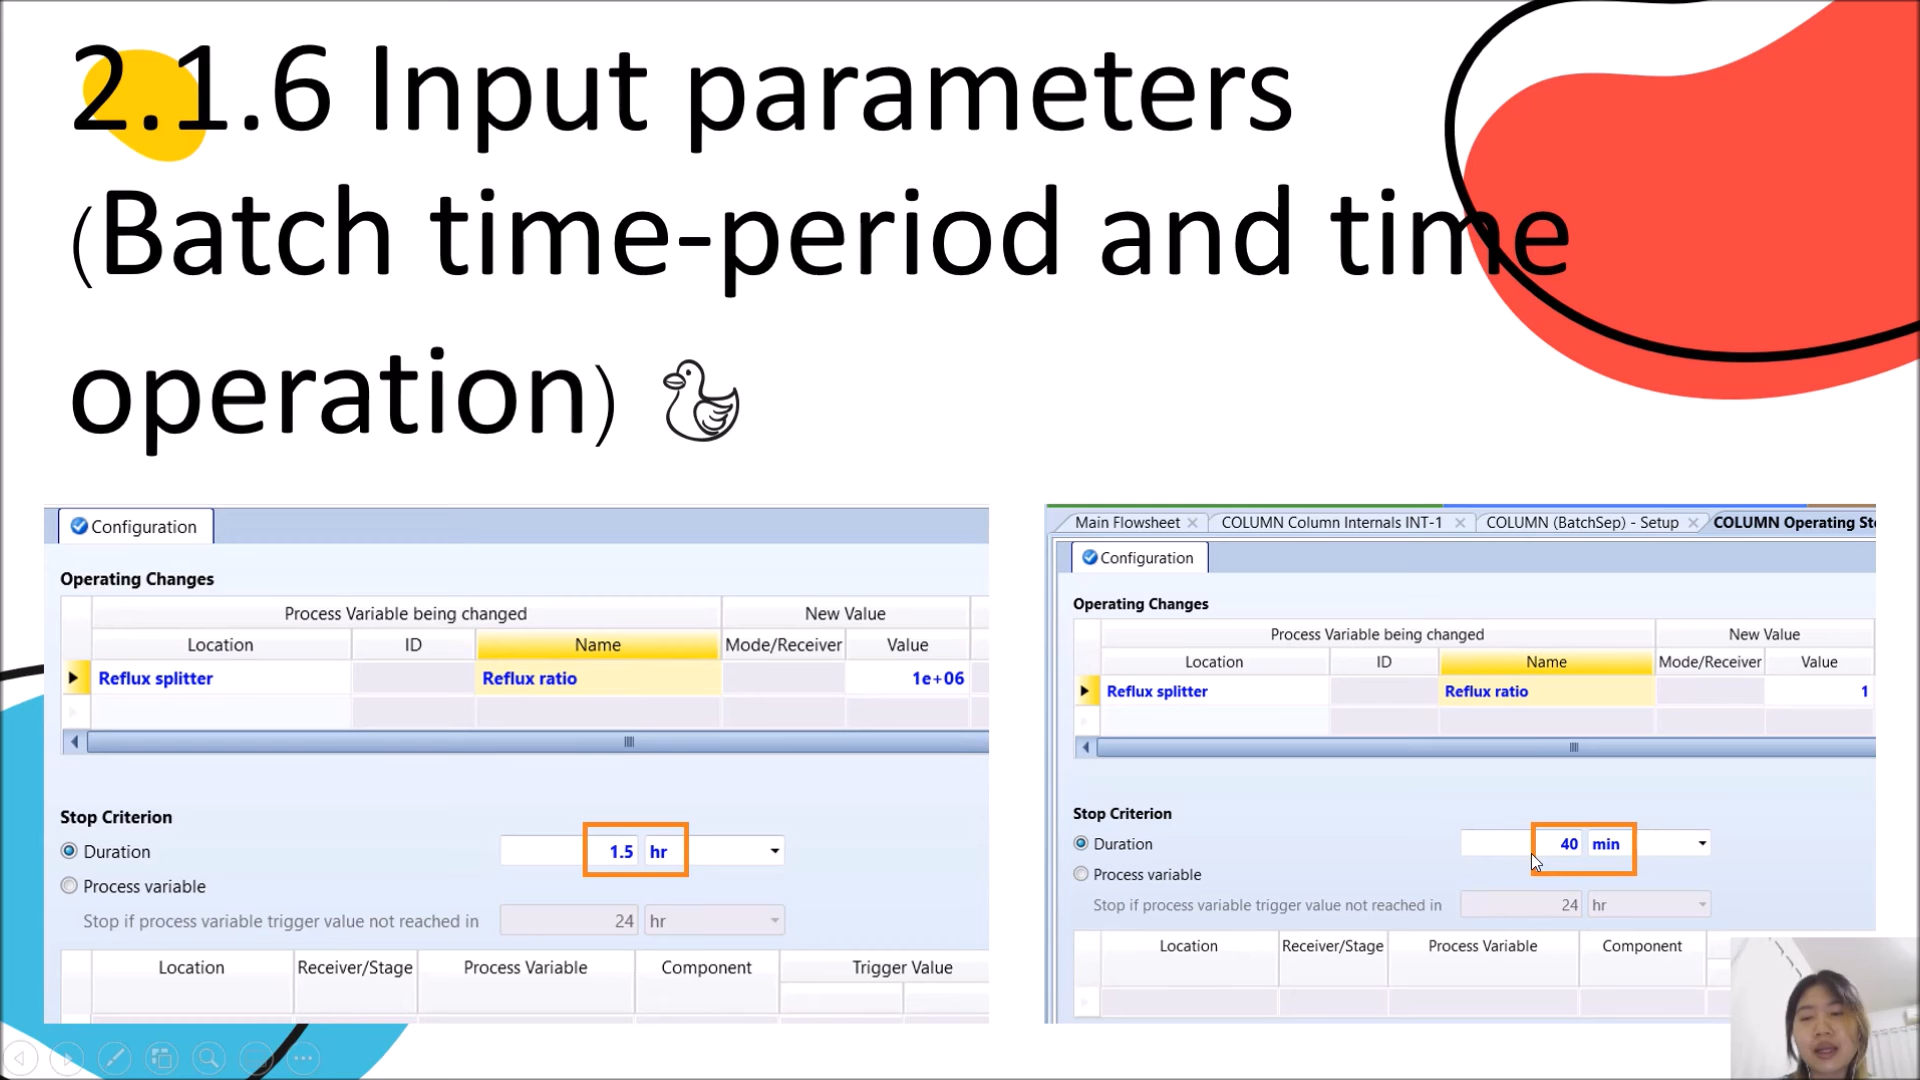 2.1.6 Input parameters
(Batch time-period and time
operation)
Configuration
Operating Changes
Process Variable being changed New Value
Location ID Name Mode/Receiver Value
Reflux splitter Reflux ratio 1e+06
Stop Criterion
Duration 1.5 hr
Process variable
Stop if process variable trigger value not reached in 24 hr
Location Receiver/Stage Process Variable Component Trigger Value
Main Flowsheet COLUMN Column Internals INT-1 COLUMN (BatchSep) - Setup COLUMN Operating Ste
Configuration
Operating Changes
Process Variable being changed New Value
Location ID Name Mode/Receiver Value
Reflux splitter Reflux ratio 1
Stop Criterion
Duration 40 min
Process variable
Stop if process variable trigger value not reached in 24 hr
Location Receiver/Stage Process Variable Component